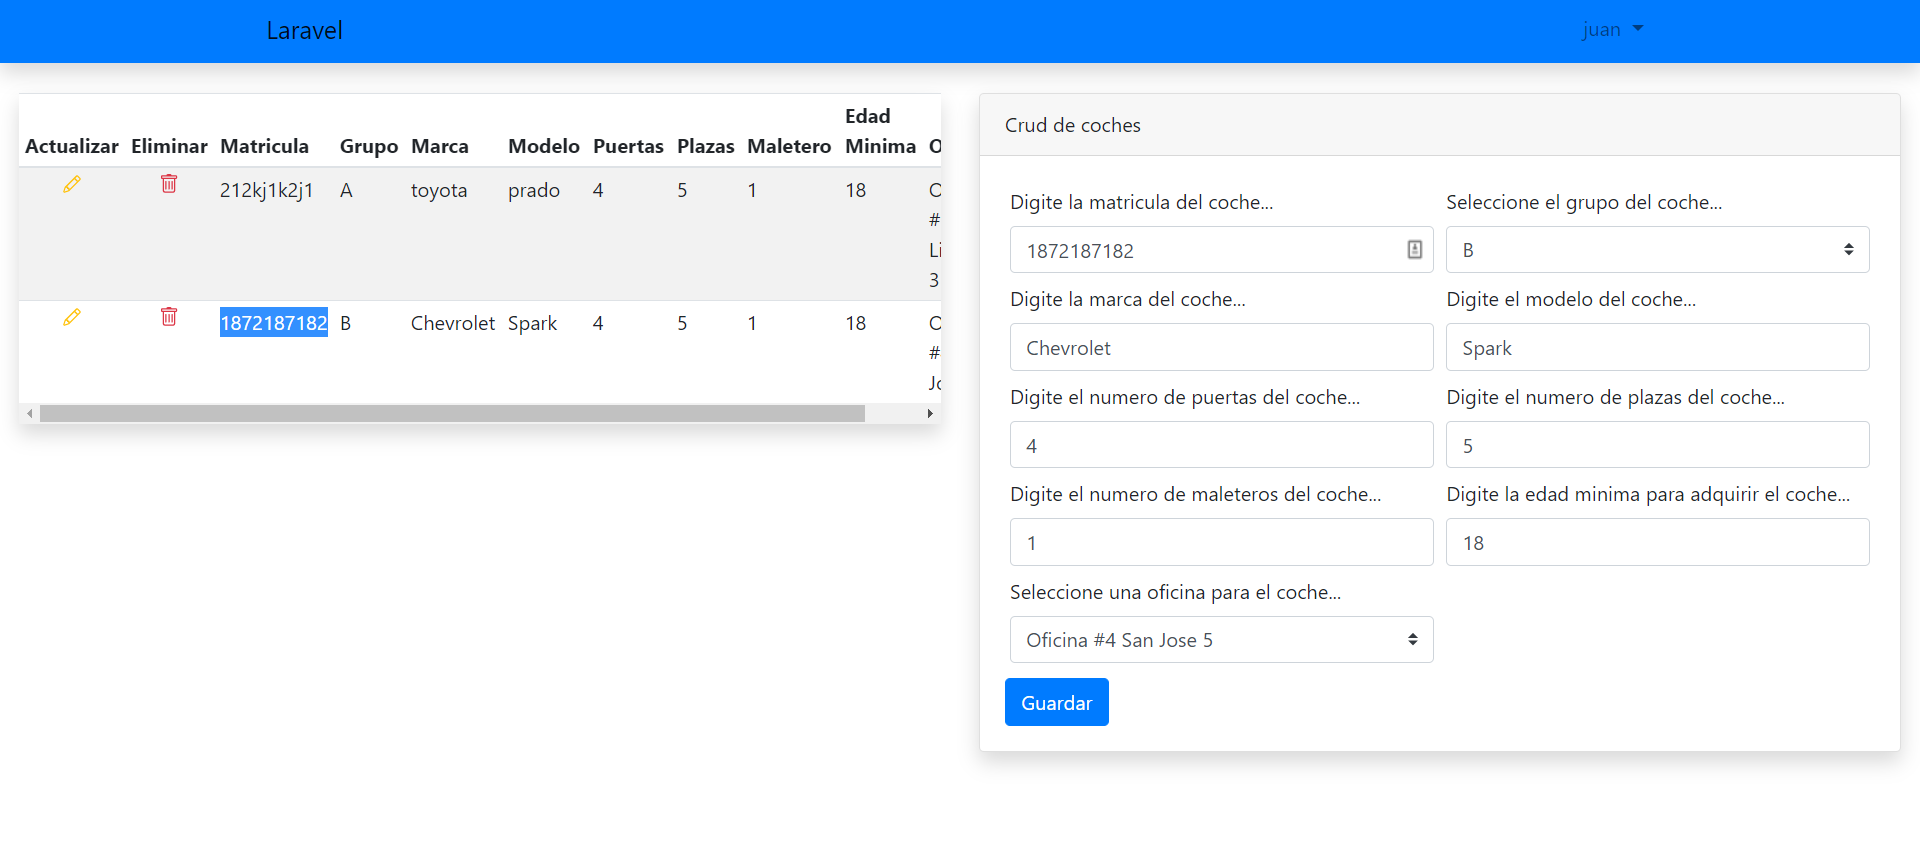 Laravel
juan
Actualizar Eliminar Matricula Grupo Marca Modelo Puertas Plazas Maletero Edad Minima O
212kj1k2j1 A toyota prado 4 5 1 18 O
#
Li
3
1872187182 B Chevrolet Spark 4 5 1 18 O
#
Jo
Crud de coches
Digite la matricula del coche... Seleccione el grupo del coche...
1872187182 B
Digite la marca del coche... Digite el modelo del coche...
Chevrolet Spark
Digite el numero de puertas del coche... Digite el numero de plazas del coche...
4 5
Digite el numero de maleteros del coche... Digite la edad minima para adquirir el coche...
1 18
Seleccione una oficina para el coche...
Oficina #4 San Jose 5
Guardar